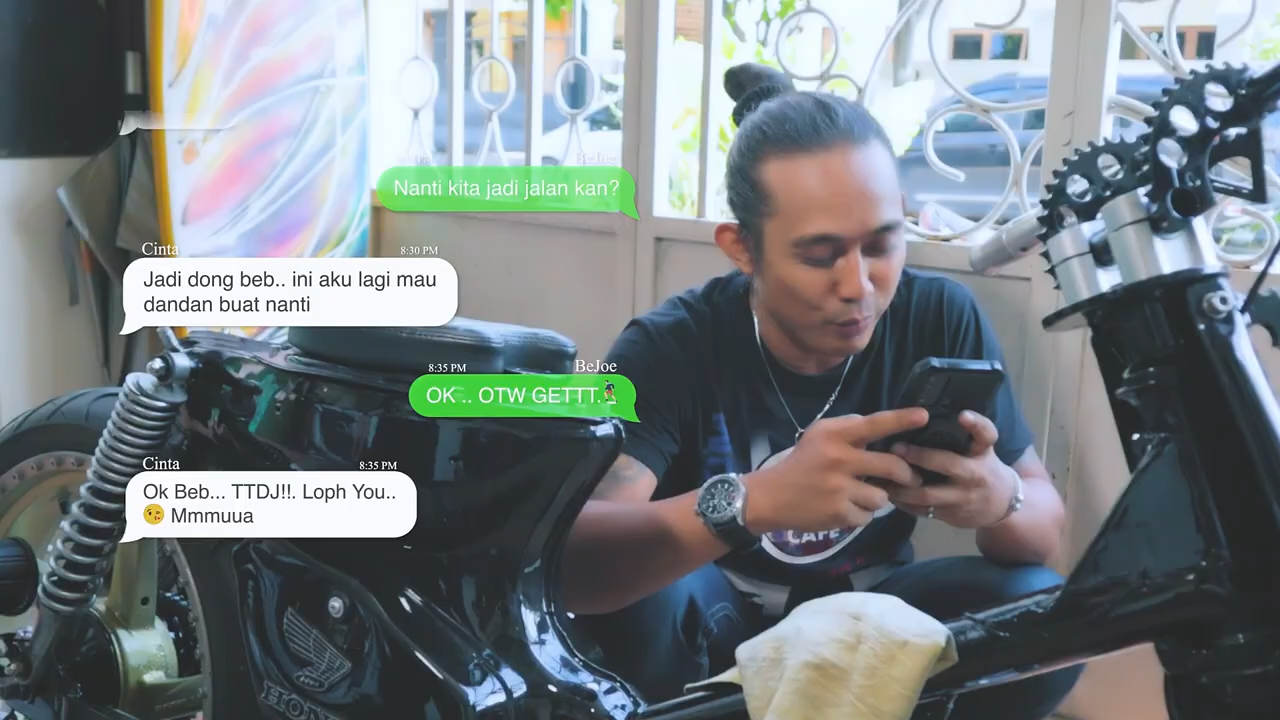 BeJoe
Nanti kita jadi jalan kan?
Cinta 8:30 PM
Jadi dong beb.. ini aku lagi mau
dandan buat nanti
8:35 PM BeJoe
OK.. OTW GETTT.
Cinta 8:35 PM
Ok Beb... TTDJ!!. Loph You..
😘 Mmmuua
CAFE
HON